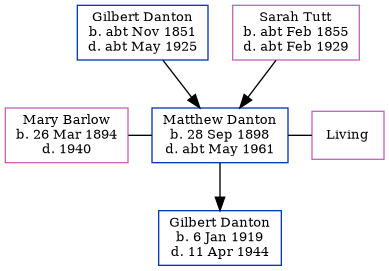 Gilbert Danton
b. abt Nov 1851
d. abt May 1925
Sarah Tutt
b. abt Feb 1855
d. abt Feb 1929
Mary Barlow
b. 26 Mar 1894
d. 1940
Matthew Danton
b. 28 Sep 1898
d. abt May 1961
Living
Gilbert Danton
b. 6 Jan 1919
d. 11 Apr 1944